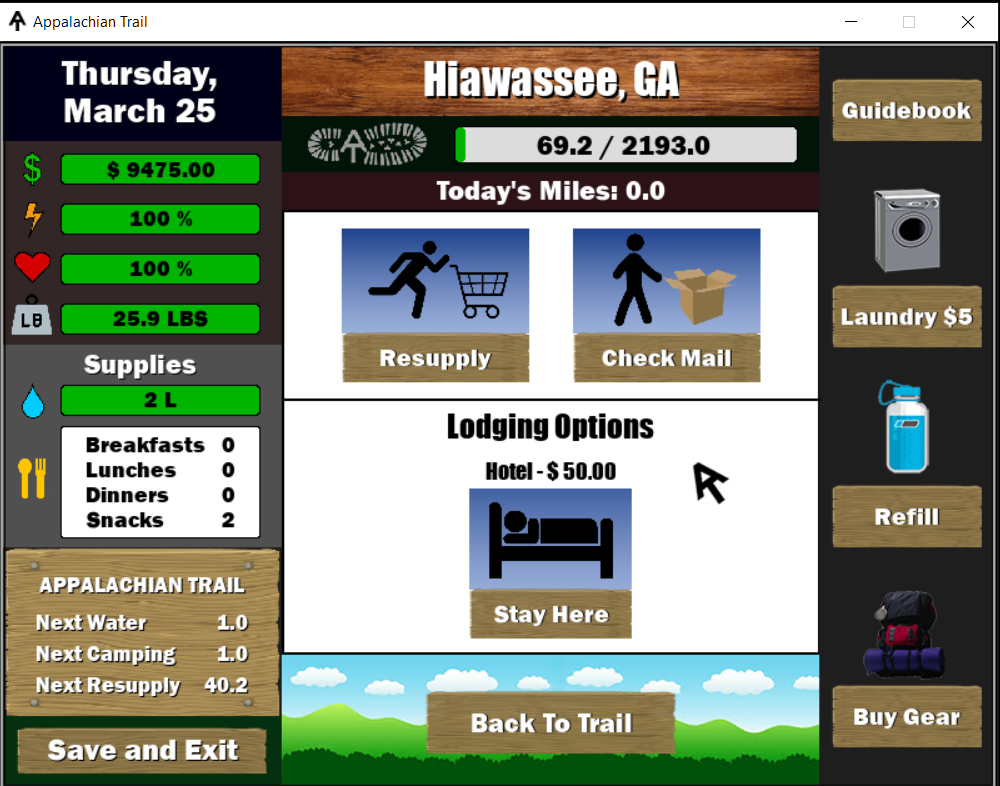 Appalachian Trail
Thursday,
March 25
$ 9475.00
100 %
100 %
LB
25.9 LBS
Supplies
2 L
Breakfasts 0
Lunches 0
Dinners 0
Snacks 2
APPALACHIAN TRAIL
Next Water 1.0
Next Camping 1.0
Next Resupply 40.2
Save and Exit
Hiawassee, GA
69.2 / 2193.0
Today's Miles: 0.0
Resupply
Check Mail
Lodging Options
Hotel - $ 50.00
Stay Here
Back To Trail
Guidebook
Laundry $5
Refill
Buy Gear